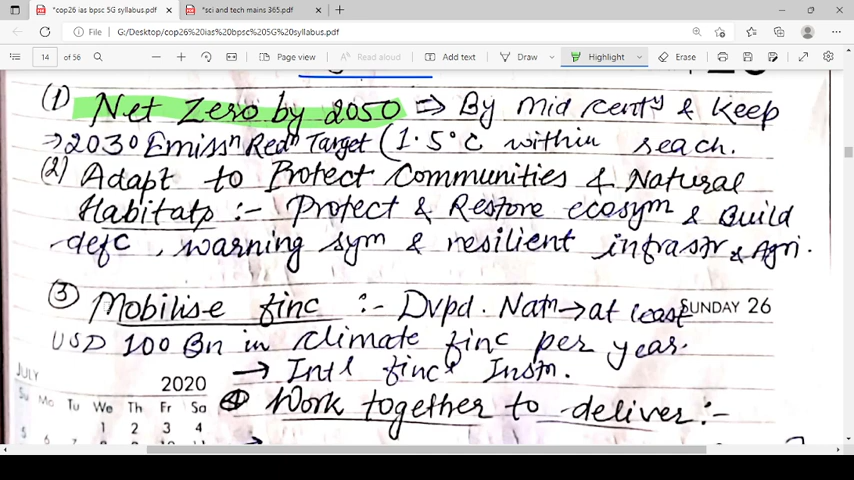 *cop26 ias bpsc 5G syllabus.pdf
*sci and tech mains 365.pdf
File
G:/Desktop/cop26%20ias%20bpsc%205G%20syllabus.pdf
14 of 56
Page view
Read aloud
Add text
Draw
Highlight
Erase
(1) Net Zero by 2050 ⇒ By mid centy & Keep
→ 2030 Emissn Redn Target (1.5°C within reach.
(2) Adapt to Protect Communities & Natural
Habitats :- Protect & Restore ecosym & Build
defc, warning sym & resilient infrastr & Agri.
(3) Mobilise finc :- Dvpd. Natn → at least
SUNDAY 26
USD 100 Bn in climate finc per year.
→ Intl finc Instn.
JULY
2020
Su Mo Tu We Th Fr Sa
1 2 3 4
(4) Work together to deliver :-